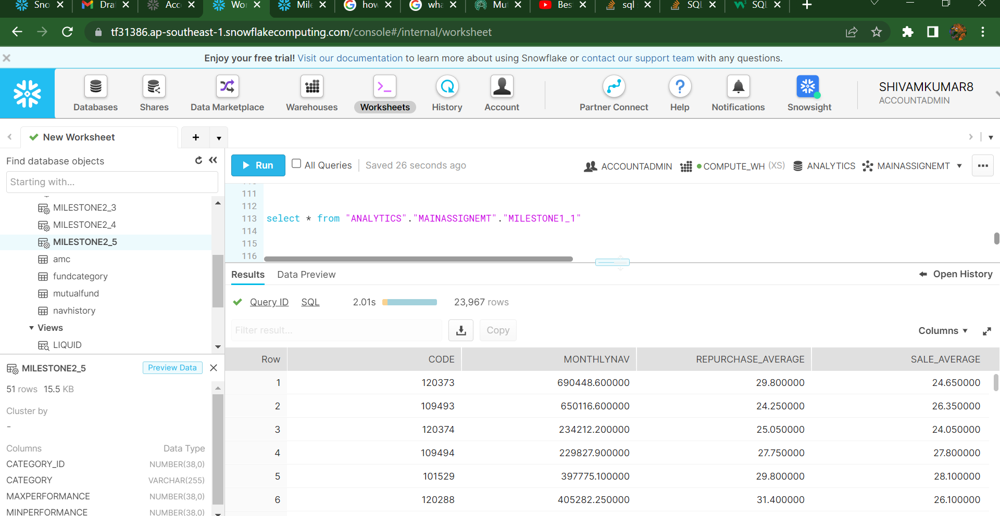 Sno
Dra
Acc
Wo
Mile
how
wha
Mut
Bes
sql
SQL
SQL
tf31386.ap-southeast-1.snowflakecomputing.com/console#/internal/worksheet
Enjoy your free trial! Visit our documentation to learn more about using Snowflake or contact our support team with any questions.
Databases
Shares
Data Marketplace
Warehouses
Worksheets
History
Account
Partner Connect
Help
Notifications
Snowsight
SHIVAMKUMAR8
ACCOUNTADMIN
New Worksheet
Find database objects
Starting with...
MILESTONE2_3
MILESTONE2_4
MILESTONE2_5
amc
fundcategory
mutualfund
navhistory
Views
LIQUID
MILESTONE2_5 Preview Data
51 rows 15.5 KB
Cluster by
-
Columns Data Type
CATEGORY_ID NUMBER(38,0)
CATEGORY VARCHAR(255)
MAXPERFORMANCE NUMBER(38,0)
MINPERFORMANCE NUMBER(38,0)
Run All Queries Saved 26 seconds ago ACCOUNTADMIN COMPUTE_WH (XS) ANALYTICS MAINASSIGNEMT
111
112
113 select * from "ANALYTICS"."MAINASSIGNEMT"."MILESTONE1_1"
114
115
116
Results Data Preview Open History
Query ID SQL 2.01s 23,967 rows
Filter result... Copy Columns
Row CODE MONTHLYNAV REPURCHASE_AVERAGE SALE_AVERAGE
1 120373 690448.600000 29.800000 24.650000
2 109493 650116.600000 24.250000 26.350000
3 120374 234212.200000 25.050000 24.050000
4 109494 229827.900000 27.750000 27.800000
5 101529 397775.100000 29.800000 28.100000
6 120288 405282.250000 31.400000 26.100000